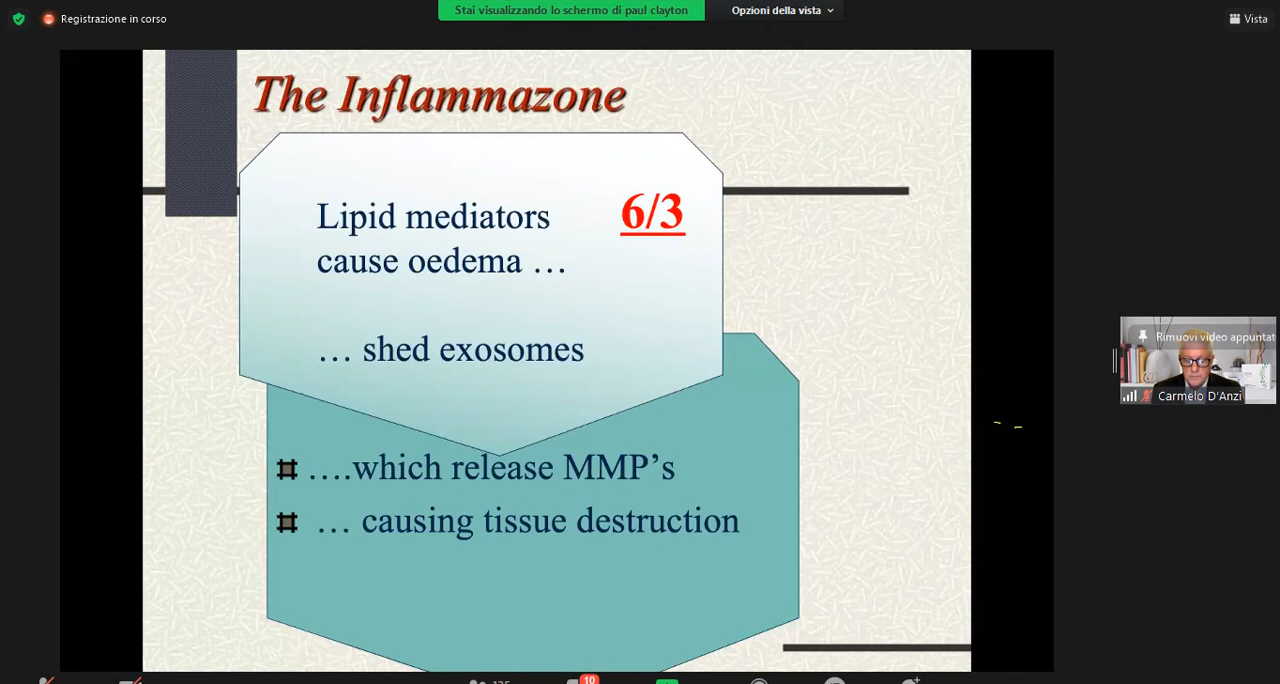 Registrazione in corso
Stai visualizzando lo schermo di paul clayton
Opzioni della vista
Vista
The Inflammazone
Lipid mediators
6/3
cause oedema …
… shed exosomes
….which release MMP's
… causing tissue destruction
Rimuovi video appuntat
Carmelo D'Anzi
10